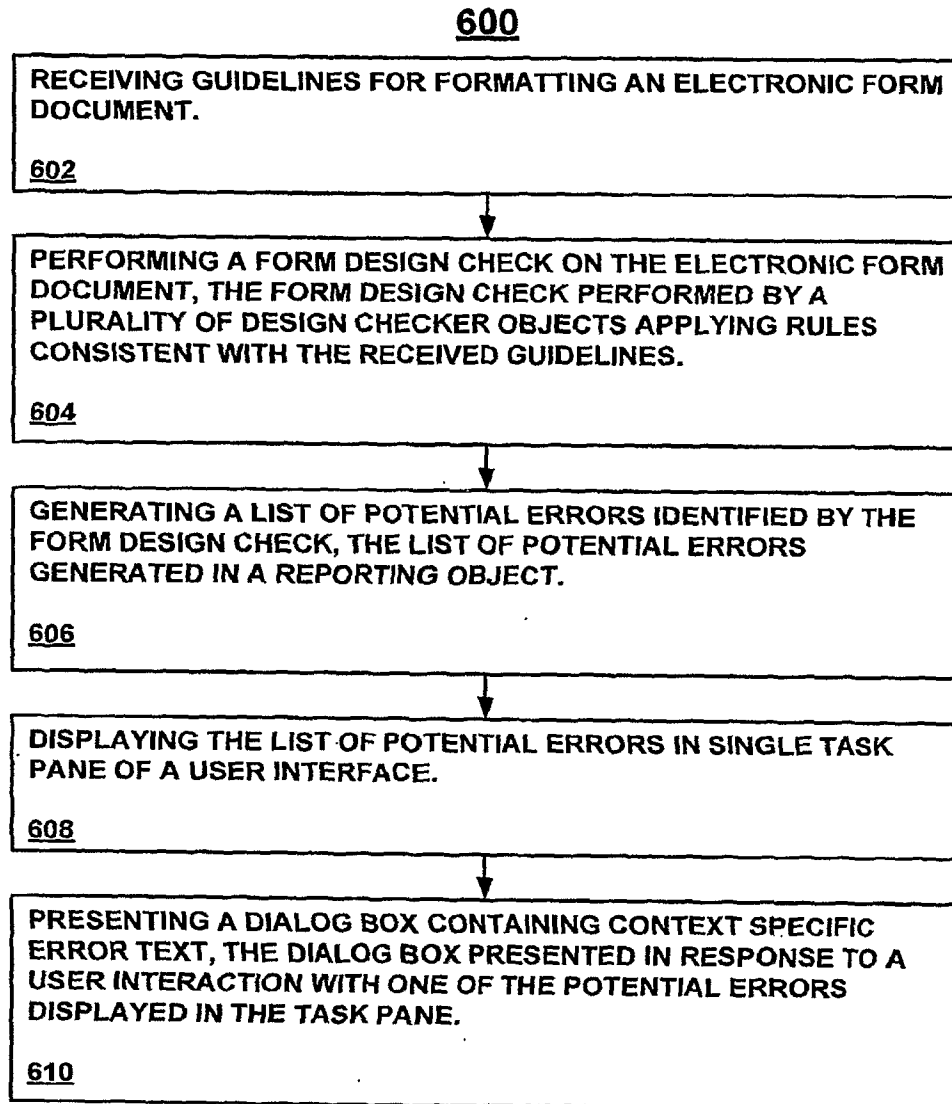 600
RECEIVING GUIDELINES FOR FORMATTING AN ELECTRONIC FORM
DOCUMENT.
602
PERFORMING A FORM DESIGN CHECK ON THE ELECTRONIC FORM
DOCUMENT, THE FORM DESIGN CHECK PERFORMED BY A
PLURALITY OF DESIGN CHECKER OBJECTS APPLYING RULES
CONSISTENT WITH THE RECEIVED GUIDELINES.
604
GENERATING A LIST OF POTENTIAL ERRORS IDENTIFIED BY THE
FORM DESIGN CHECK, THE LIST OF POTENTIAL ERRORS
GENERATED IN A REPORTING OBJECT.
606
DISPLAYING THE LIST OF POTENTIAL ERRORS IN SINGLE TASK
PANE OF A USER INTERFACE.
608
PRESENTING A DIALOG BOX CONTAINING CONTEXT SPECIFIC
ERROR TEXT, THE DIALOG BOX PRESENTED IN RESPONSE TO A
USER INTERACTION WITH ONE OF THE POTENTIAL ERRORS
DISPLAYED IN THE TASK PANE.
610